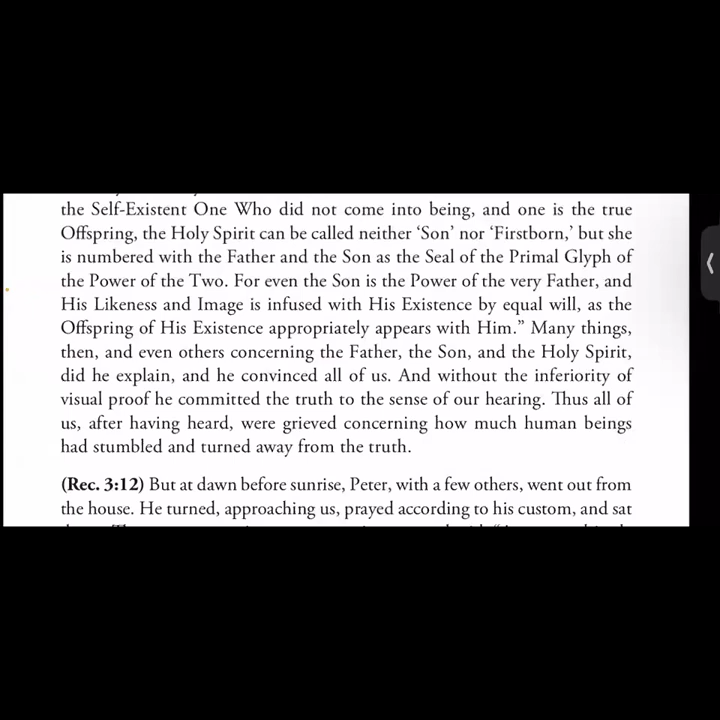 the Self-Existent One Who did not come into being, and one is the true
Offspring, the Holy Spirit can be called neither ‘Son’ nor ‘Firstborn,’ but she
is numbered with the Father and the Son as the Seal of the Primal Glyph of
the Power of the Two. For even the Son is the Power of the very Father, and
His Likeness and Image is infused with His Existence by equal will, as the
Offspring of His Existence appropriately appears with Him.” Many things,
then, and even others concerning the Father, the Son, and the Holy Spirit,
did he explain, and he convinced all of us. And without the inferiority of
visual proof he committed the truth to the sense of our hearing. Thus all of
us, after having heard, were grieved concerning how much human beings
had stumbled and turned away from the truth.
(Rec. 3:12) But at dawn before sunrise, Peter, with a few others, went out from
the house. He turned, approaching us, prayed according to his custom, and sat